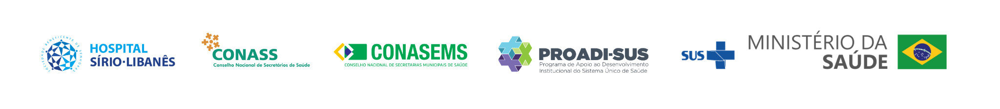 SOCIEDADE BENEFICENTE DE SENHORAS
HOSPITAL
SÍRIO·LIBANÊS
CONASS
Conselho Nacional de Secretários de Saúde
CONASEMS
CONSELHO NACIONAL DE SECRETARIAS MUNICIPAIS DE SAÚDE
PROADI-SUS
Programa de Apoio ao Desenvolvimento
Institucional do Sistema Único de Saúde
SUS
MINISTÉRIO DA
SAÚDE